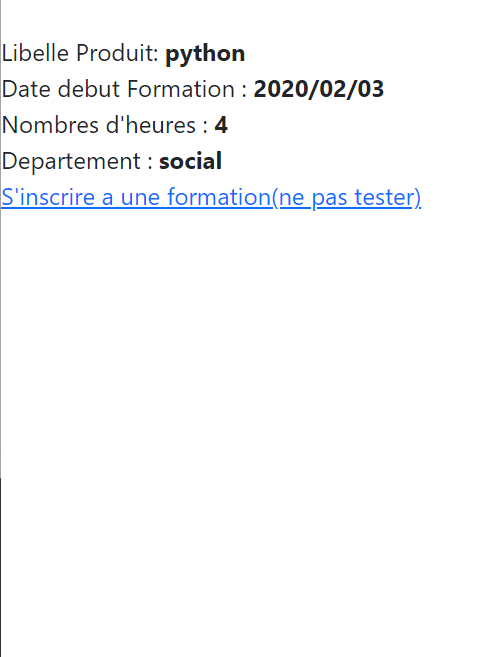 Libelle Produit: python
Date debut Formation : 2020/02/03
Nombres d'heures : 4
Departement : social
S'inscrire a une formation(ne pas tester)